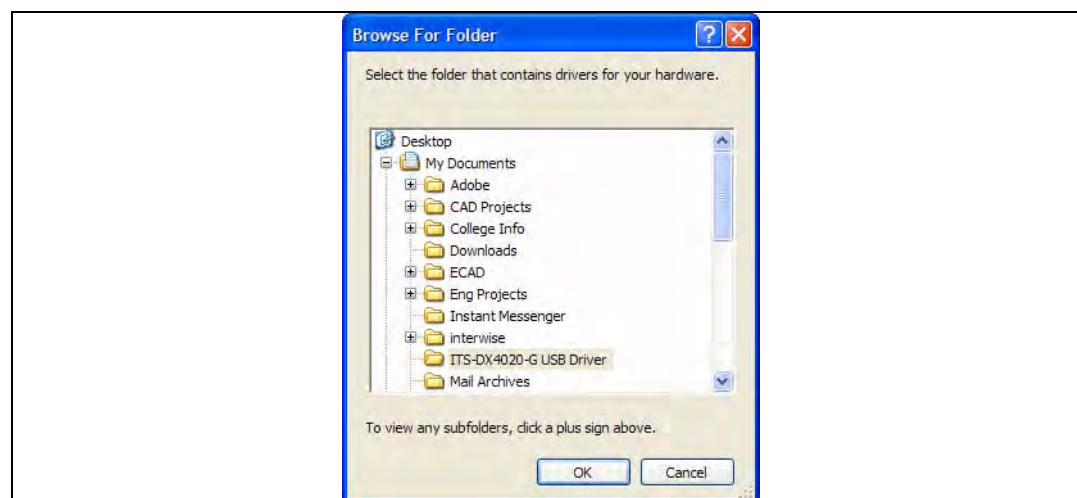 Browse For Folder
Select the folder that contains drivers for your hardware.
Desktop
My Documents
Adobe
CAD Projects
College Info
Downloads
ECAD
Eng Projects
Instant Messenger
interwise
ITS-DX4020-G USB Driver
Mail Archives
To view any subfolders, click a plus sign above.
OK Cancel